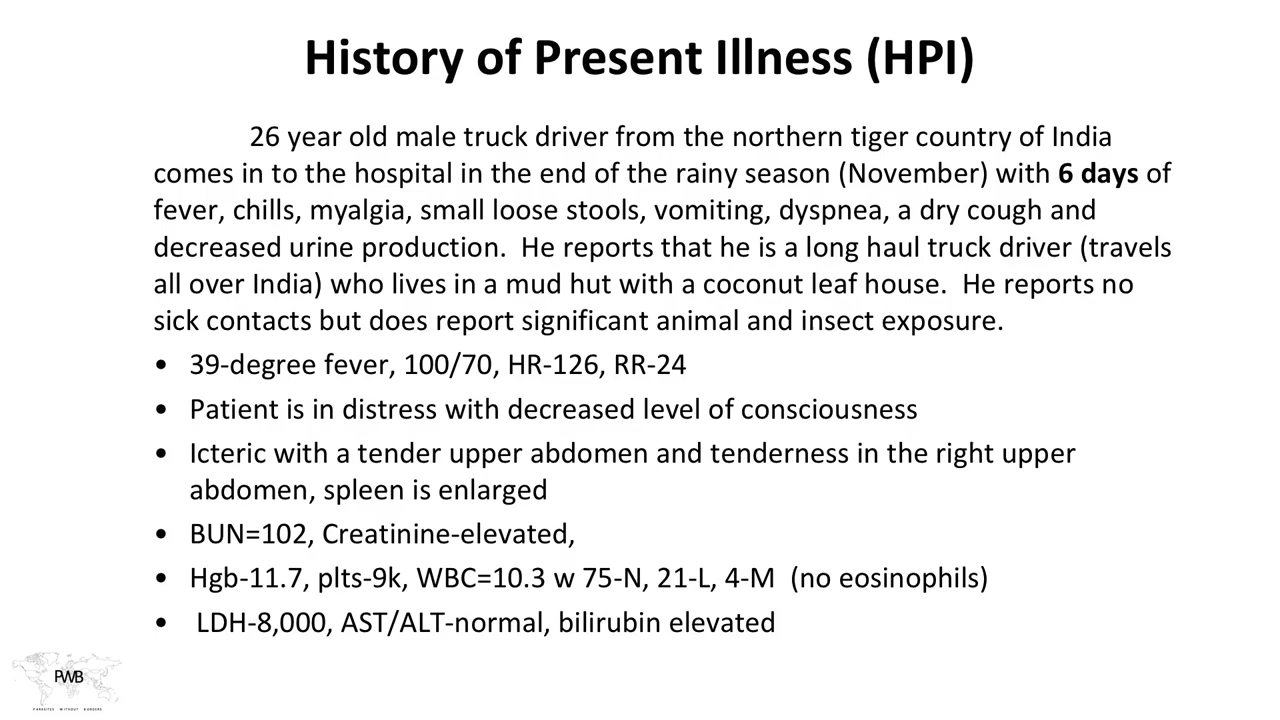 History of Present Illness (HPI)
26 year old male truck driver from the northern tiger country of India
comes in to the hospital in the end of the rainy season (November) with 6 days of
fever, chills, myalgia, small loose stools, vomiting, dyspnea, a dry cough and
decreased urine production.  He reports that he is a long haul truck driver (travels
all over India) who lives in a mud hut with a coconut leaf house.  He reports no
sick contacts but does report significant animal and insect exposure.
• 39-degree fever, 100/70, HR-126, RR-24
• Patient is in distress with decreased level of consciousness
• Icteric with a tender upper abdomen and tenderness in the right upper
abdomen, spleen is enlarged
• BUN=102, Creatinine-elevated,
• Hgb-11.7, plts-9k, WBC=10.3 w 75-N, 21-L, 4-M  (no eosinophils)
• LDH-8,000, AST/ALT-normal, bilirubin elevated
PWB
PARASITES WITHOUT BORDERS